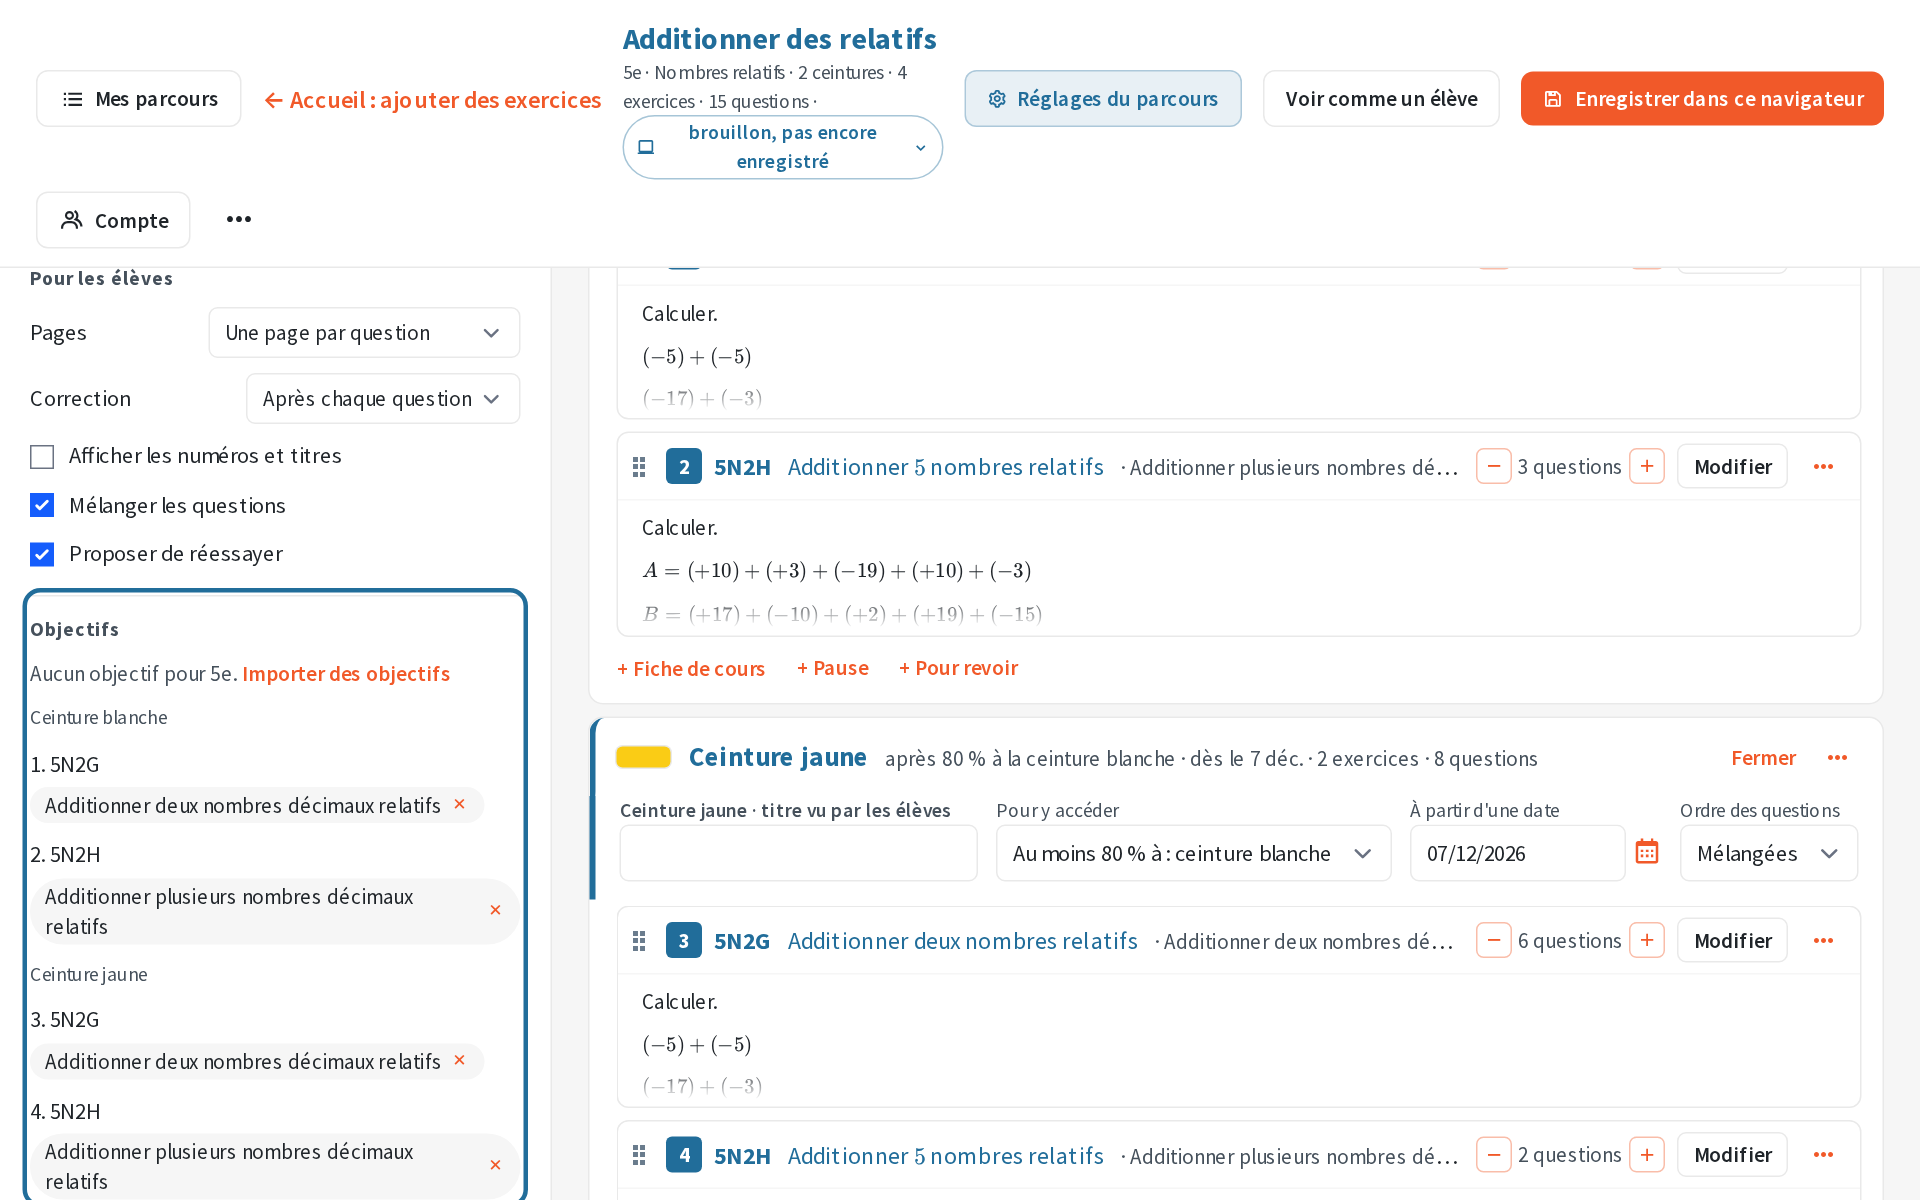 Mes parcours
← Accueil : ajouter des exercices
Additionner des relatifs
5e · Nombres relatifs · 2 ceintures · 4
exercices · 15 questions ·
brouillon, pas encore
enregistré
Réglages du parcours
Voir comme un élève
Enregistrer dans ce navigateur
Compte
Pour les élèves
Pages
Une page par question
Correction
Après chaque question
Afficher les numéros et titres
Mélanger les questions
Proposer de réessayer
Objectifs
Aucun objectif pour 5e. Importer des objectifs
Ceinture blanche
1. 5N2G
Additionner deux nombres décimaux relatifs ×
2. 5N2H
Additionner plusieurs nombres décimaux
relatifs ×
Ceinture jaune
3. 5N2G
Additionner deux nombres décimaux relatifs ×
4. 5N2H
Additionner plusieurs nombres décimaux
relatifs ×
Calculer.
(−5) + (−5)
(−17) + (−3)
2 5N2H Additionner 5 nombres relatifs · Additionner plusieurs nombres dé… − 3 questions + Modifier
Calculer.
A = (+10) + (+3) + (−19) + (+10) + (−3)
B = (+17) + (−10) + (+2) + (+19) + (−15)
+ Fiche de cours + Pause + Pour revoir
Ceinture jaune après 80 % à la ceinture blanche · dès le 7 déc. · 2 exercices · 8 questions Fermer
Ceinture jaune · titre vu par les élèves
Pour y accéder
Au moins 80 % à : ceinture blanche
À partir d'une date
07/12/2026
Ordre des questions
Mélangées
3 5N2G Additionner deux nombres relatifs · Additionner deux nombres dé… − 6 questions + Modifier
Calculer.
(−5) + (−5)
(−17) + (−3)
4 5N2H Additionner 5 nombres relatifs · Additionner plusieurs nombres dé… − 2 questions + Modifier